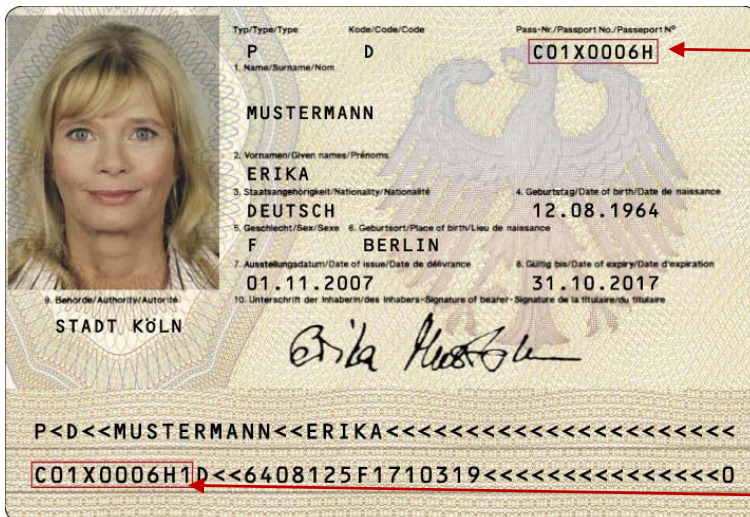 Typ/Type/Type Kode/Code/Code Pass-Nr./Passport No./Passeport Nº
P D C01X0006H
1. Name/Surname/Nom
MUSTERMANN
2. Vornamen/Given names/Prénoms
ERIKA
3. Staatsangehörigkeit/Nationality/Nationalité 4. Geburtstag/Date of birth/Date de naissance
DEUTSCH 12.08.1964
5. Geschlecht/Sex/Sexe 6. Geburtsort/Place of birth/Lieu de naissance
F BERLIN
7. Ausstellungsdatum/Date of issue/Date de délivrance 8. Gültig bis/Date of expiry/Date d'expiration
01.11.2007 31.10.2017
9. Behörde/Authority/Autorité 10. Unterschrift der Inhaberin/des Inhabers-Signature of bearer-Signature de la titulaire/du titulaire
STADT KÖLN
Erika Mustermann
P<D<<MUSTERMANN<<ERIKA<<<<<<<<<<<<<<<<<<<<<<
C01X0006H1D<<6408125F1710319<<<<<<<<<<<<<<<0